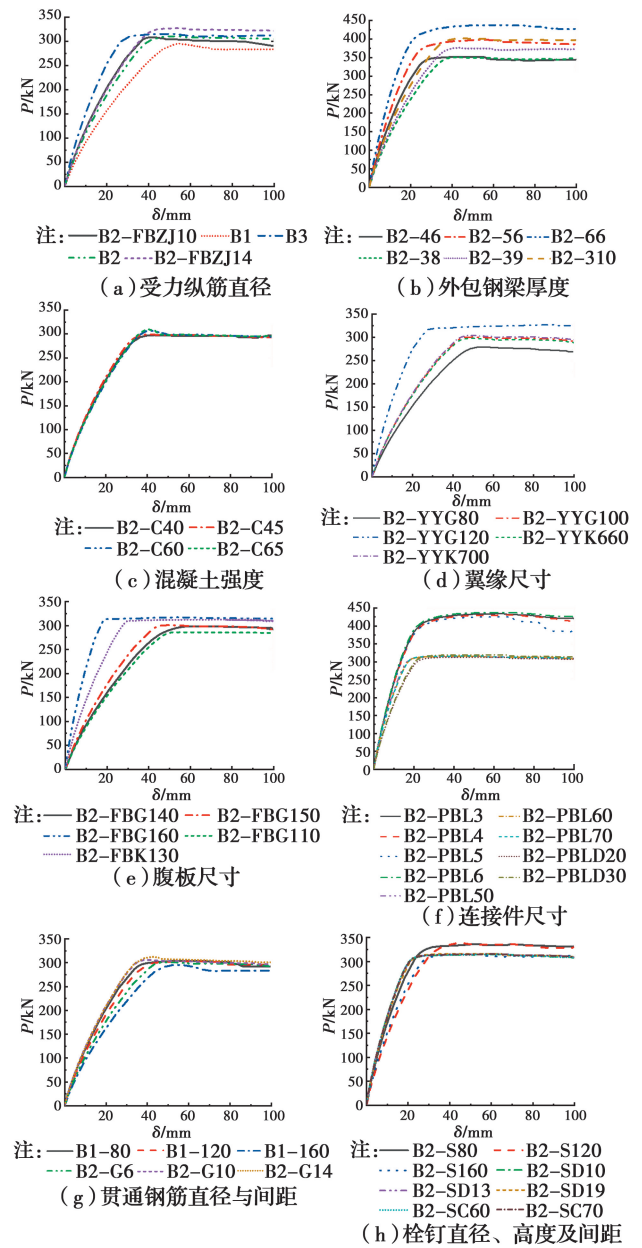 P/kN
350
300
250
200
150
100
50
0
20 40 60 80 100
δ/mm
注: B2-FBZJ10 B1 B3
B2 B2-FBZJ14
(a)受力纵筋直径
P/kN
450
400
350
300
250
200
150
100
50
0
20 40 60 80 100
δ/mm
注: B2-46 B2-56 B2-66
B2-38 B2-39 B2-310
(b)外包钢梁厚度
P/kN
350
300
250
200
150
100
50
0
20 40 60 80 100
δ/mm
注: B2-C40 B2-C45
B2-C60 B2-C65
(c)混凝土强度
P/kN
350
300
250
200
150
100
50
0
20 40 60 80 100
δ/mm
注: B2-YYG80 B2-YYG100
B2-YYG120 B2-YYK660
B2-YYK700
(d)翼缘尺寸
P/kN
350
300
250
200
150
100
50
0
20 40 60 80 100
δ/mm
注: B2-FBG140 B2-FBG150
B2-FBG160 B2-FBG110
B2-FBK130
(e)腹板尺寸
P/kN
450
400
350
300
250
200
150
100
50
0
20 40 60 80 100
δ/mm
注: B2-PBL3 B2-PBL60
B2-PBL4 B2-PBL70
B2-PBL5 B2-PBLD20
B2-PBL6 B2-PBLD30
B2-PBL50
(f)连接件尺寸
P/kN
350
300
250
200
150
100
50
0
20 40 60 80 100
δ/mm
注: B1-80 B1-120 B1-160
B2-G6 B2-G10 B2-G14
(g)贯通钢筋直径与间距
P/kN
350
300
250
200
150
100
50
0
20 40 60 80 100
δ/mm
注: B2-S80 B2-S120
B2-S160 B2-SD10
B2-SD13 B2-SD19
B2-SC60 B2-SC70
(h)栓钉直径、高度及间距